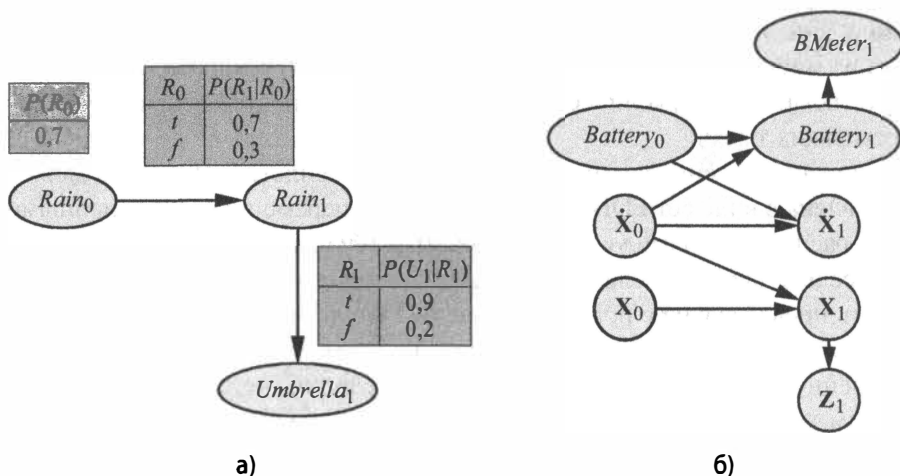 P(R₀)
0,7
R₀ P(R₁|R₀)
t 0,7
f 0,3
Rain₀
Rain₁
R₁ P(U₁|R₁)
t 0,9
f 0,2
Umbrella₁
а)
BMeter₁
Battery₀
Battery₁
Ẋ₀
Ẋ₁
X₀
X₁
Z₁
б)